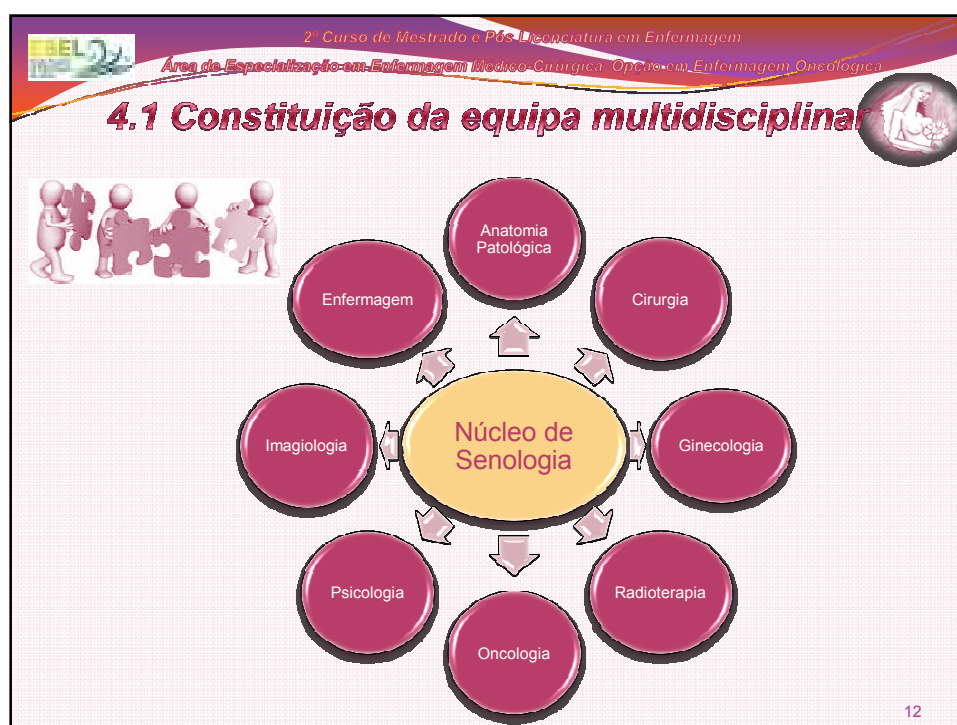 2º Curso de Mestrado e Pós Licenciatura em Enfermagem
Área de Especialização em Enfermagem Médico-Cirúrgica Opção em Enfermagem Oncológica
4.1 Constituição da equipa multidisciplinar
Anatomia
Patológica
Enfermagem
Cirurgia
Núcleo de
Senologia
Imagiologia
Ginecologia
Psicologia
Radioterapia
Oncologia
12